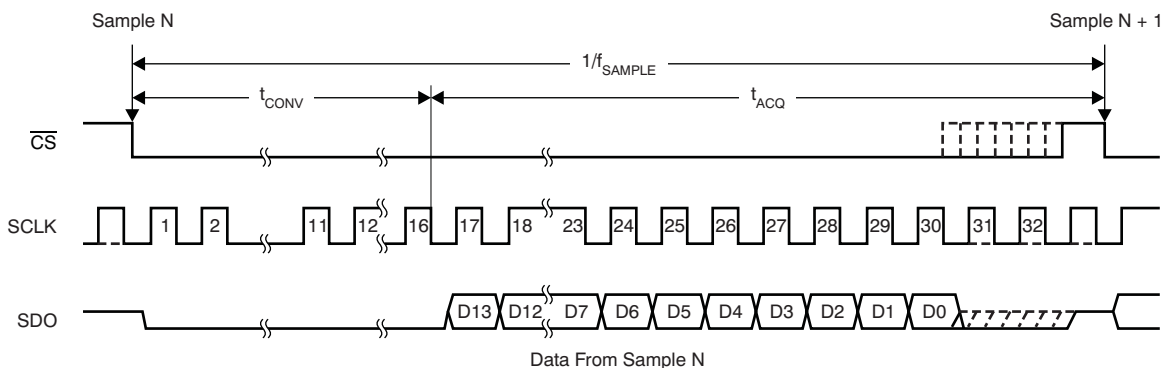 Sample N Sample N + 1
1/fSAMPLE
tCONV tACQ
CS
SCLK 1 2 11 12 16 17 18 23 24 25 26 27 28 29 30 31 32
SDO D13 D12 D7 D6 D5 D4 D3 D2 D1 D0
Data From Sample N